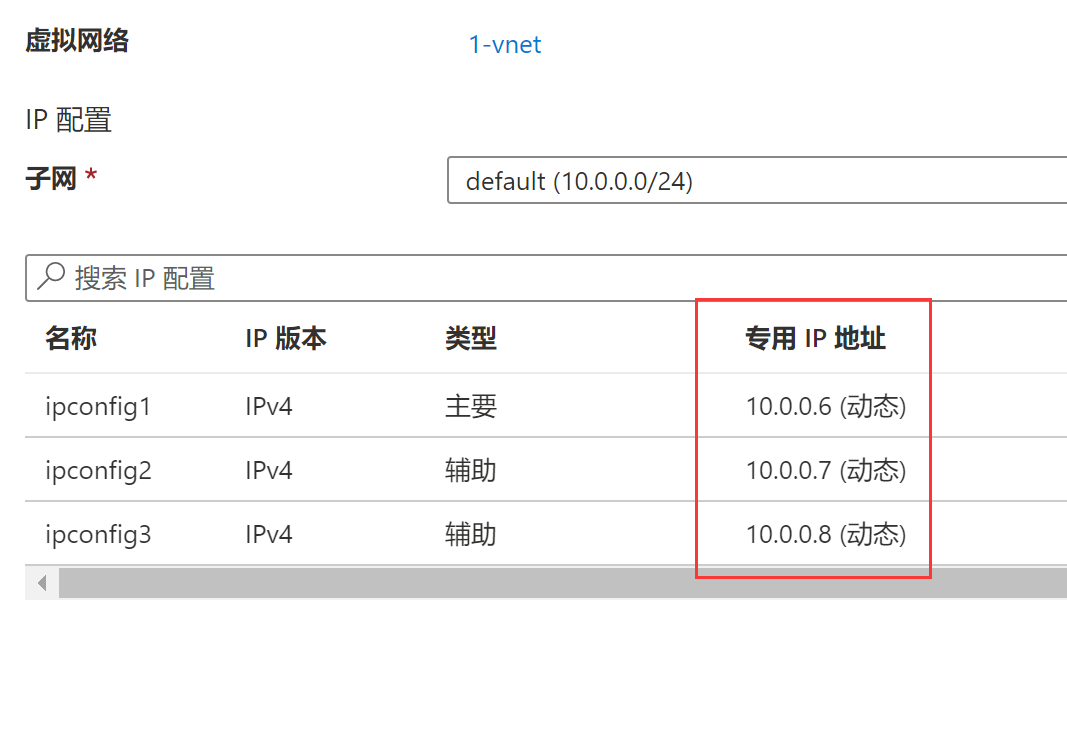 虚拟网络 1-vnet
IP 配置
子网 * default (10.0.0.0/24)
搜索 IP 配置
名称 IP 版本 类型 专用 IP 地址
ipconfig1 IPv4 主要 10.0.0.6 (动态)
ipconfig2 IPv4 辅助 10.0.0.7 (动态)
ipconfig3 IPv4 辅助 10.0.0.8 (动态)